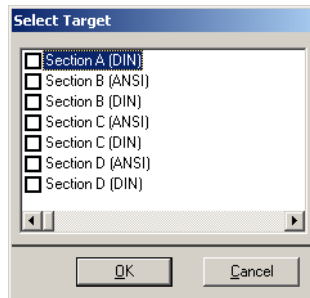 Select Target
Section A (DIN)
Section B (ANSI)
Section B (DIN)
Section C (ANSI)
Section C (DIN)
Section D (ANSI)
Section D (DIN)
OK Cancel